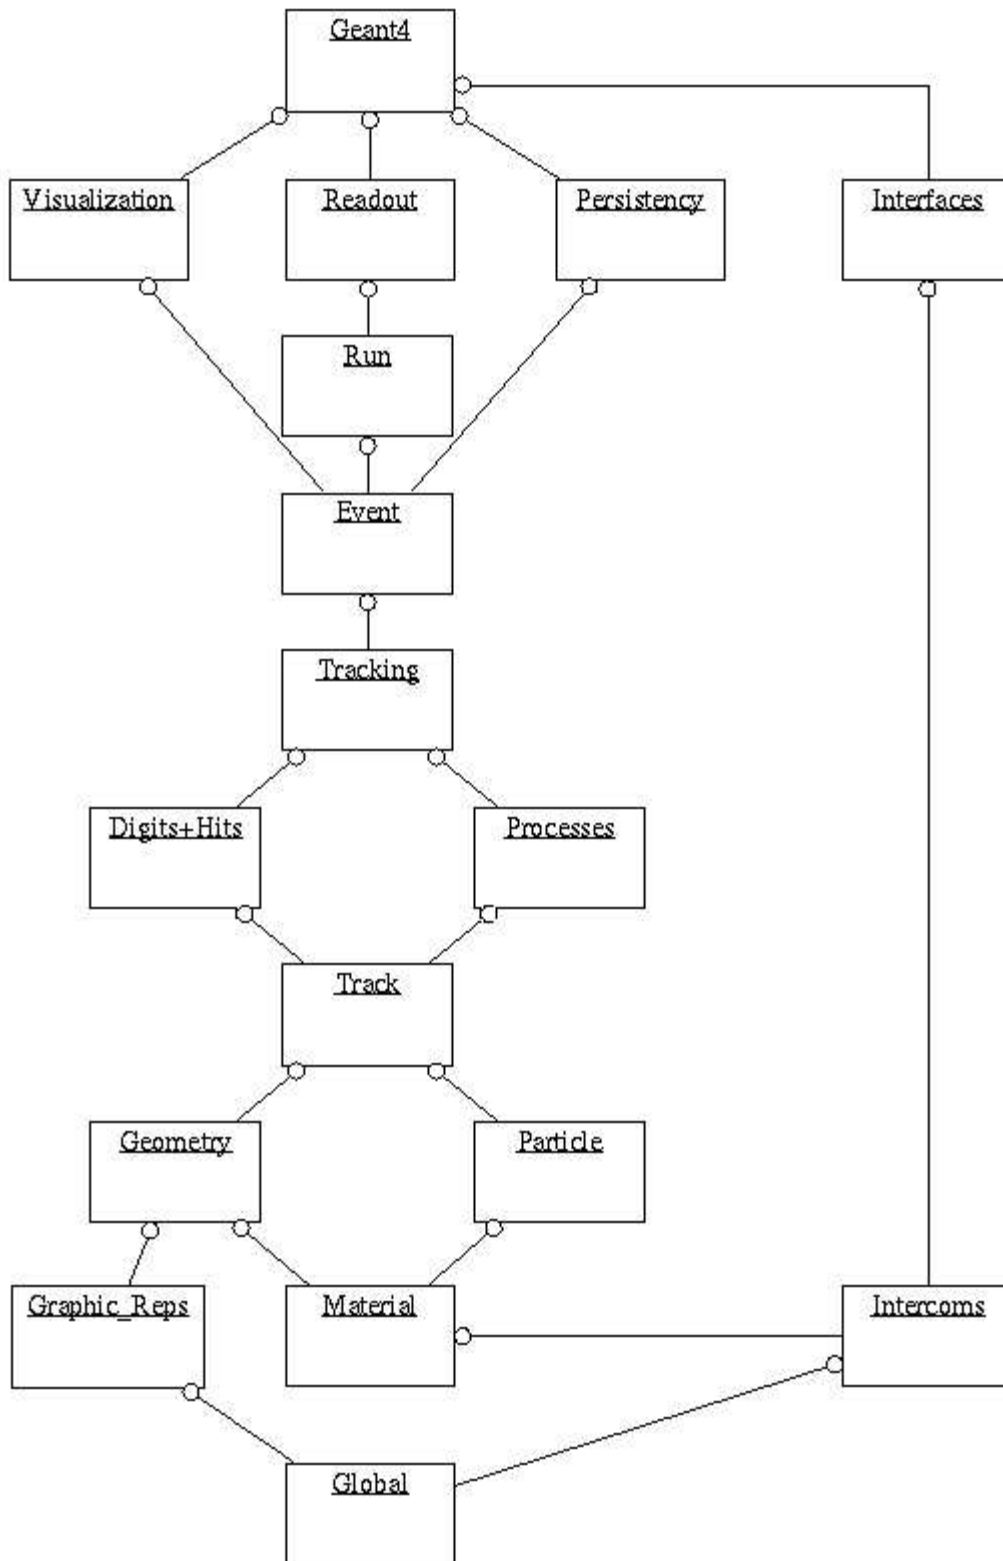 Geant4
Visualization
Readout
Persistency
Interfaces
Run
Event
Tracking
Digits+Hits
Processes
Track
Geometry
Particle
Graphic_Reps
Material
Intercoms
Global